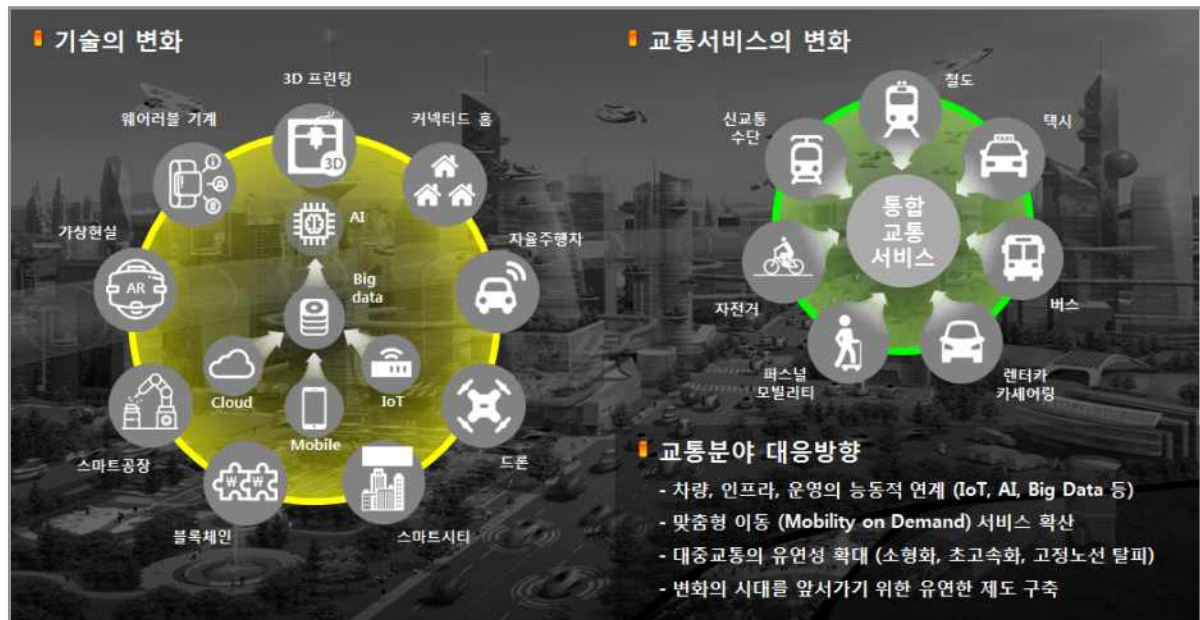 기술의 변화
3D 프린팅
웨어러블 기계
커넥티드 홈
3D
AI
가상현실
자율주행차
AR
Big
data
Cloud
IoT
Mobile
스마트공장
드론
블록체인
스마트시티
교통서비스의 변화
철도
신교통
수단
택시
TAXI
통합
교통
서비스
자전거
버스
퍼스널
모빌리티
렌터카
카셰어링
교통분야 대응방향
- 차량, 인프라, 운영의 능동적 연계 (IoT, AI, Big Data 등)
- 맞춤형 이동 (Mobility on Demand) 서비스 확산
- 대중교통의 유연성 확대 (소형화, 초고속화, 고정노선 탈피)
- 변화의 시대를 앞서가기 위한 유연한 제도 구축